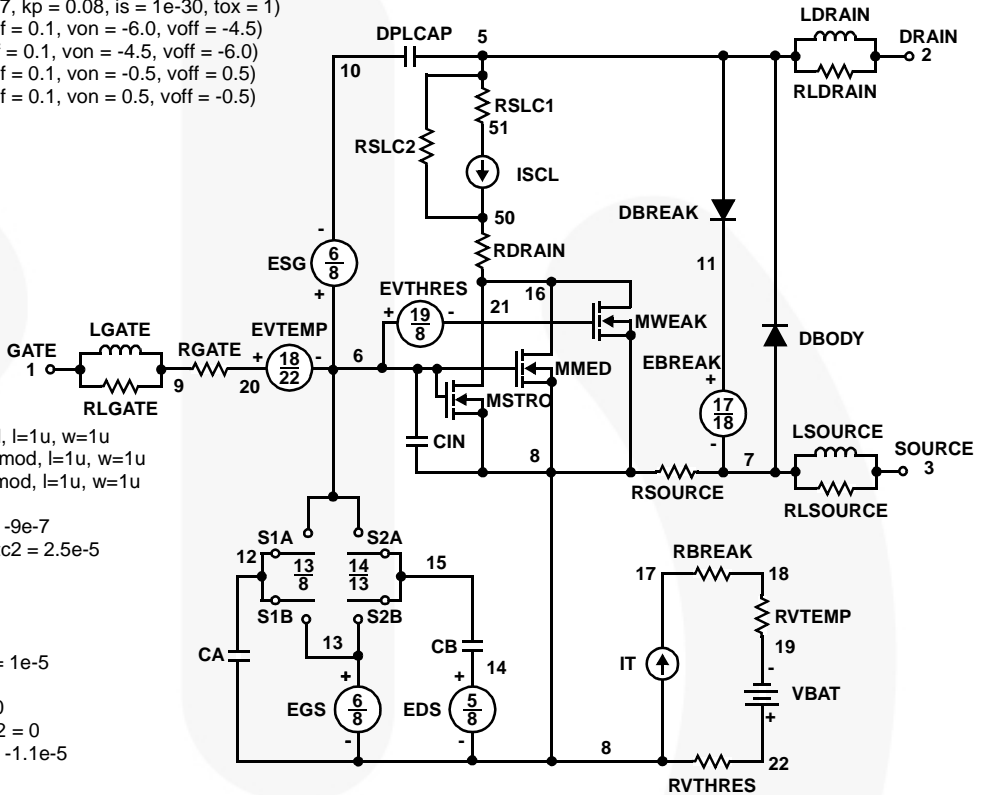 7, kp = 0.08, is = 1e-30, tox = 1)
f = 0.1, von = -6.0, voff = -4.5)
= 0.1, von = -4.5, voff = -6.0)
f = 0.1, von = -0.5, voff = 0.5)
f = 0.1, von = 0.5, voff = -0.5)
LDRAIN
DPLCAP
5
DRAIN
2
10
RLDRAIN
RSLC1
51
RSLC2
ISCL
DBREAK
50
RDRAIN
ESG
6
8
-
+
11
EVTHRES
+
19
8
-
21
16
MWEAK
DBODY
LGATE
GATE
1
RGATE
EVTEMP
+
18
22
-
6
MMED
EBREAK
+
17
18
-
9
20
RLGATE
MSTRO
CIN
8
7
LSOURCE
SOURCE
3
RSOURCE
RLSOURCE
, l=1u, w=1u
mod, l=1u, w=1u
mod, l=1u, w=1u
-9e-7
c2 = 2.5e-5
S1A
S2A
12
13
8
14
13
15
S1B
S2B
13
RBREAK
17
18
RVTEMP
19
CA
CB
14
IT
-
VBAT
+
= 1e-5
0
2 = 0
-1.1e-5
EGS
+
6
8
-
EDS
+
5
8
-
8
22
RVTHRES